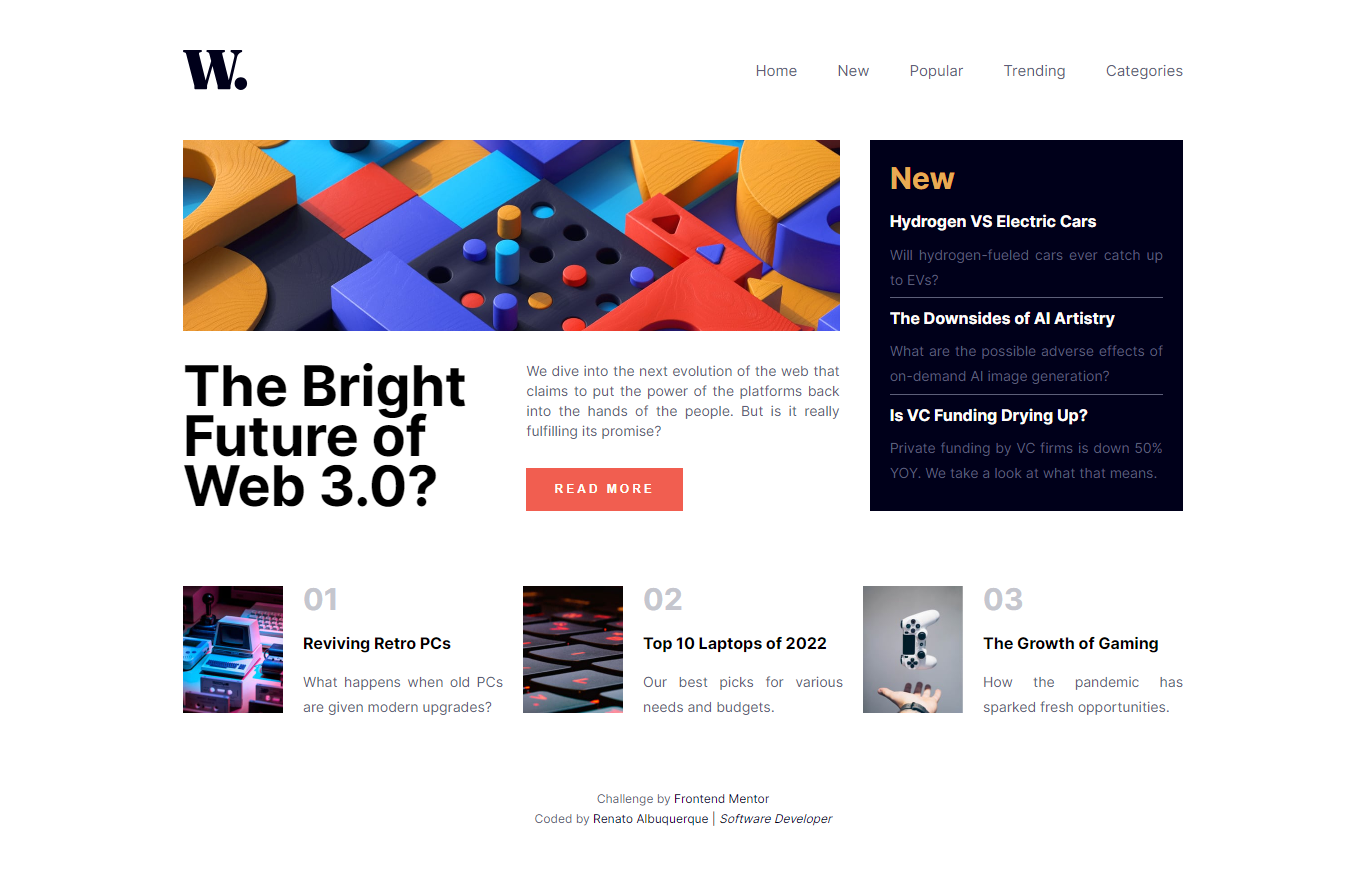 W.
Home New Popular Trending Categories
The Bright
Future of
Web 3.0?
We dive into the next evolution of the web that
claims to put the power of the platforms back
into the hands of the people. But is it really
fulfilling its promise?
READ MORE
New
Hydrogen VS Electric Cars
Will hydrogen-fueled cars ever catch up
to EVs?
The Downsides of AI Artistry
What are the possible adverse effects of
on-demand AI image generation?
Is VC Funding Drying Up?
Private funding by VC firms is down 50%
YOY. We take a look at what that means.
01
Reviving Retro PCs
What happens when old PCs
are given modern upgrades?
02
Top 10 Laptops of 2022
Our best picks for various
needs and budgets.
03
The Growth of Gaming
How the pandemic has
sparked fresh opportunities.
Challenge by Frontend Mentor
Coded by Renato Albuquerque | Software Developer